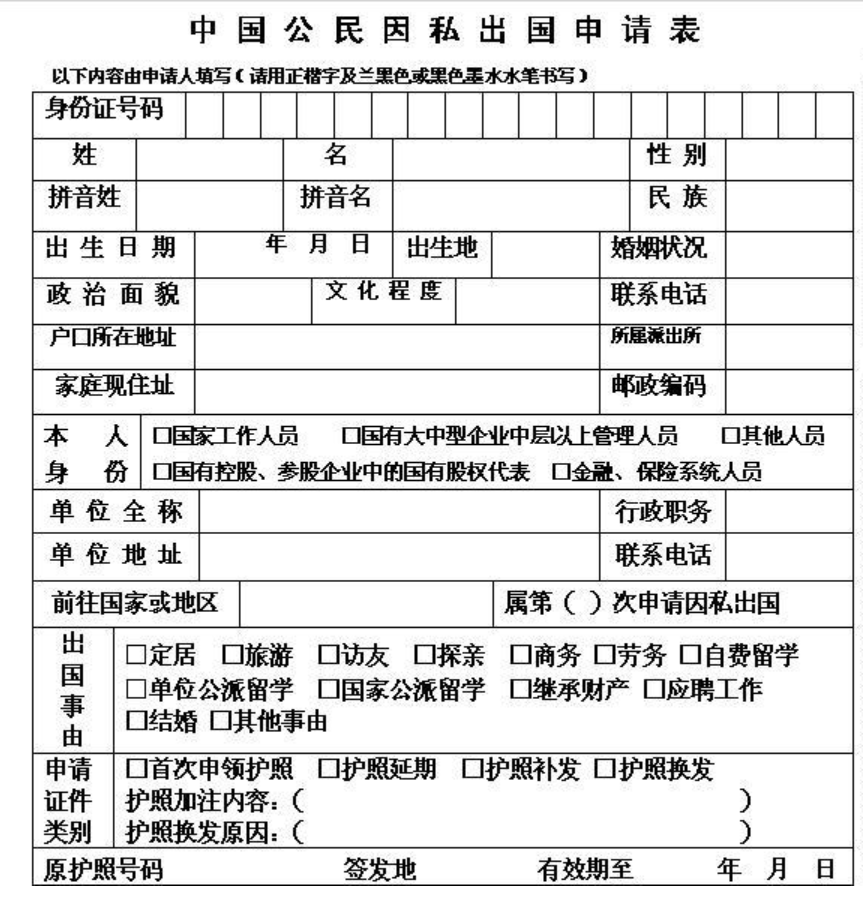 中国公民因私出国申请表
以下内容由申请人填写（请用正楷字及兰黑色或黑色墨水水笔书写）
身份证号码
姓 名 性别
拼音姓 拼音名 民族
出生日期 年 月 日 出生地 婚姻状况
政治面貌 文化程度 联系电话
户口所在地址 所属派出所
家庭现住址 邮政编码
本人 □国家工作人员 □国有大中型企业中层以上管理人员 □其他人员
身份 □国有控股、参股企业中的国有股权代表 □金融、保险系统人员
单位全称 行政职务
单位地址 联系电话
前往国家或地区 属第（ ）次申请因私出国
出国事由 □定居 □旅游 □访友 □探亲 □商务 □劳务 □自费留学
□单位公派留学 □国家公派留学 □继承财产 □应聘工作
□结婚 □其他事由
申请 □首次申领护照 □护照延期 □护照补发 □护照换发
证件 护照加注内容：（ ）
类别 护照换发原因：（ ）
原护照号码 签发地 有效期至 年 月 日